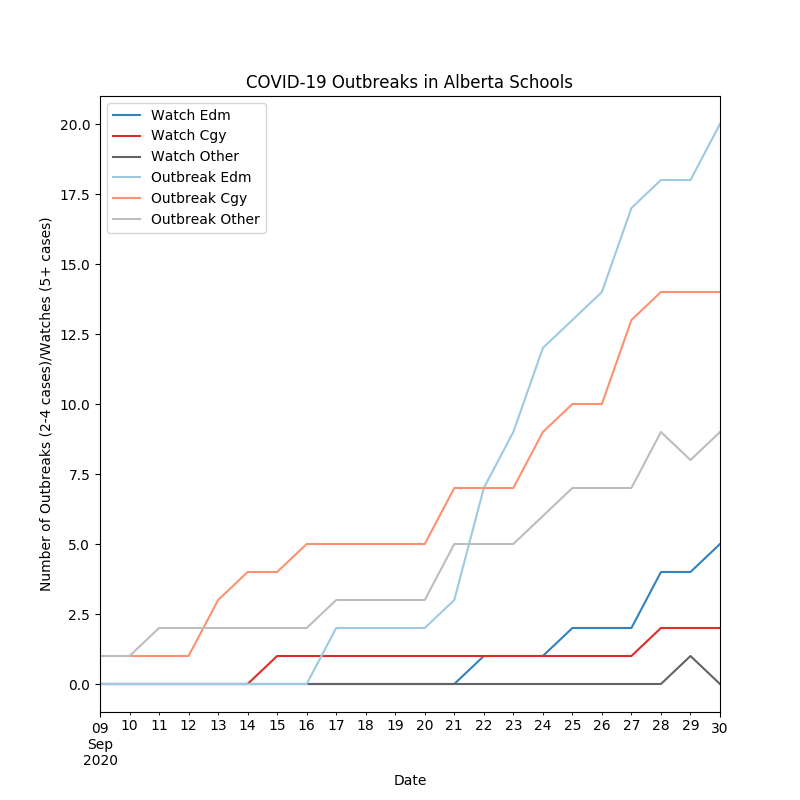 COVID-19 Outbreaks in Alberta Schools
Watch Edm
Watch Cgy
Watch Other
Outbreak Edm
Outbreak Cgy
Outbreak Other
Number of Outbreaks (2-4 cases)/Watches (5+ cases)
20.0
17.5
15.0
12.5
10.0
7.5
5.0
2.5
0.0
09 10 11 12 13 14 15 16 17 18 19 20 21 22 23 24 25 26 27 28 29 30
Sep
2020
Date